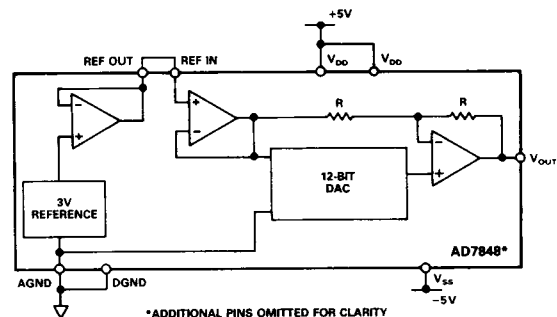 +5V
REF OUT REF IN
VDD VDD
R R
- + + - - +
VOUT
12-BIT
DAC
3V
REFERENCE
AD7848*
AGND DGND
VSS
-5V
*ADDITIONAL PINS OMITTED FOR CLARITY